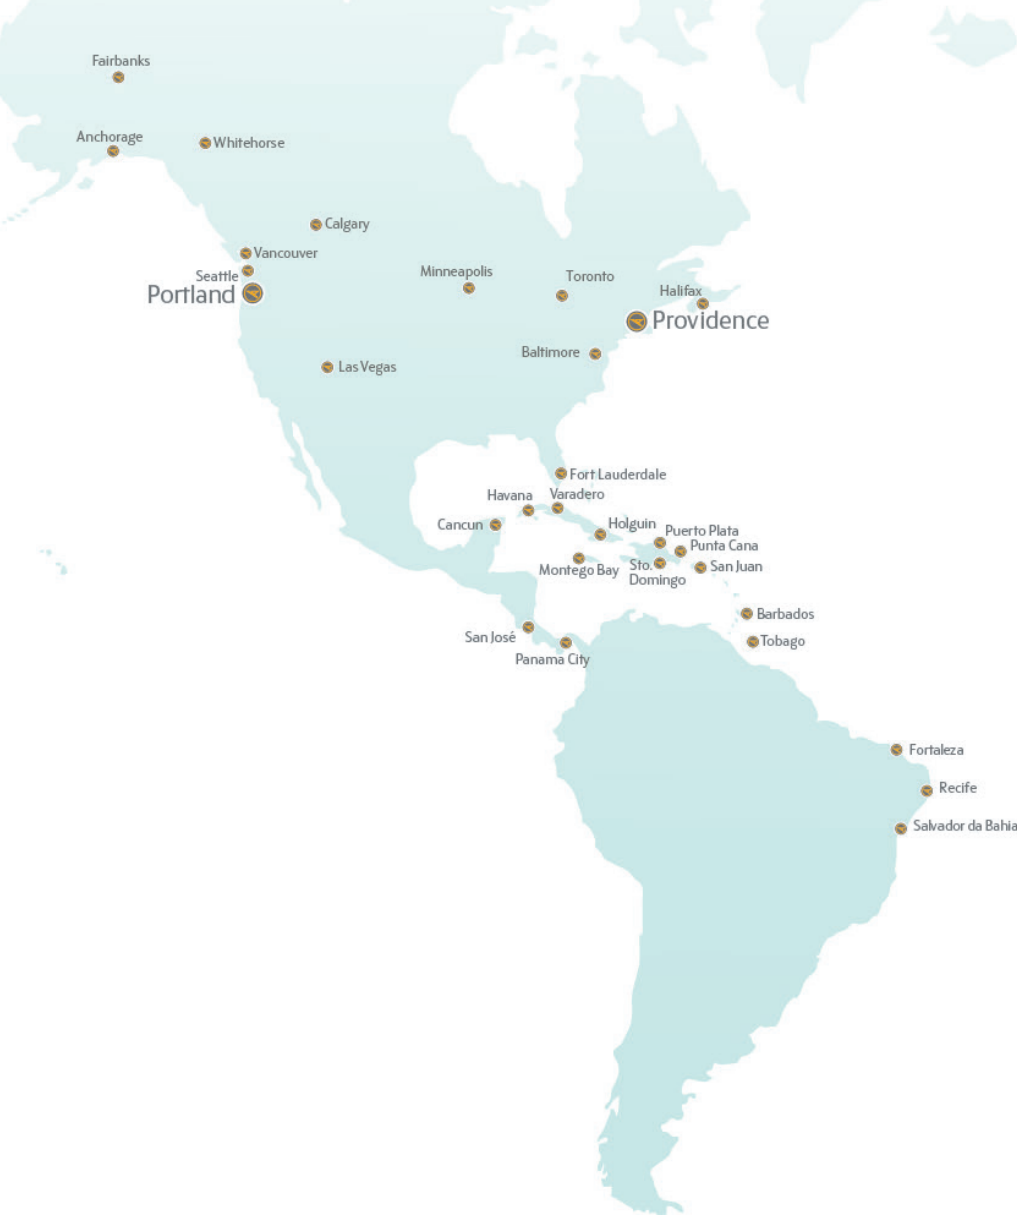 Fairbanks
Anchorage
Whitehorse
Calgary
Vancouver
Seattle
Portland
Minneapolis
Toronto
Halifax
Providence
Baltimore
Las Vegas
Fort Lauderdale
Havana
Varadero
Cancun
Holguin
Puerto Plata
Punta Cana
Montego Bay
Sto.
Domingo
San Juan
Barbados
San José
Tobago
Panama City
Fortaleza
Recife
Salvador da Bahia